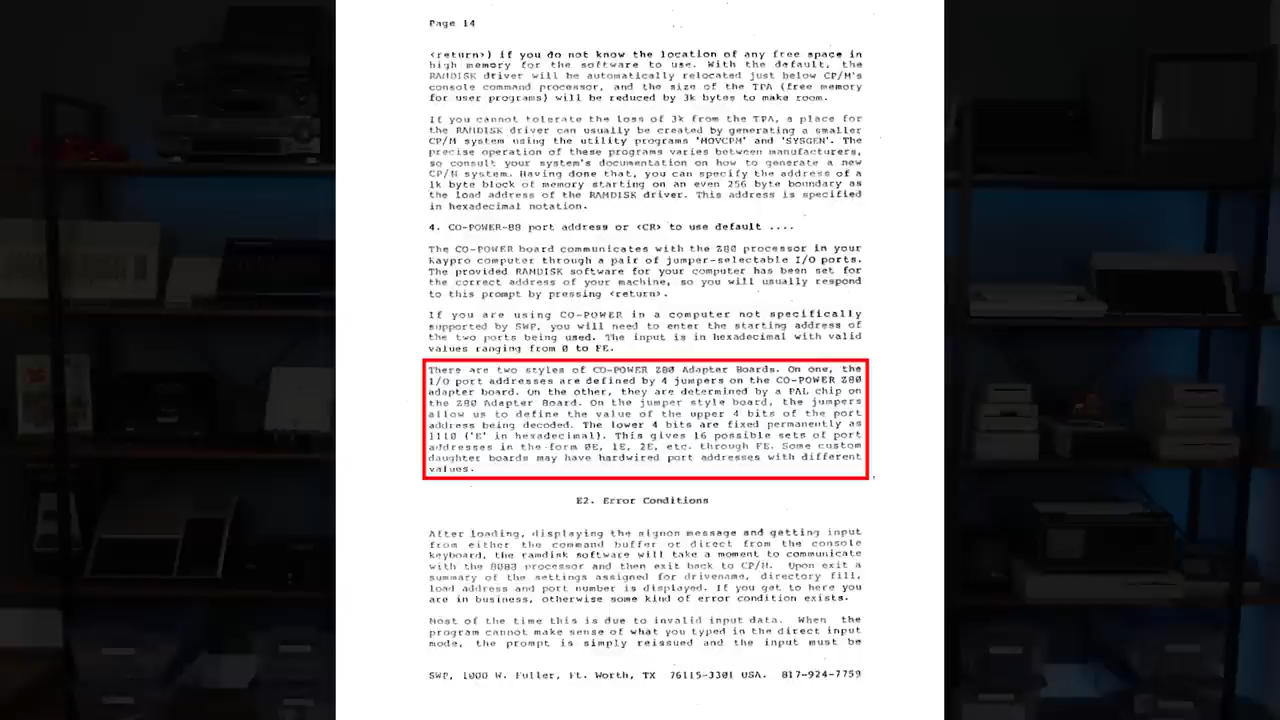 Page 14
<return>) if you do not know the location of any free space in
high memory for the software to use. With the default, the
RAMDISK driver will be automatically relocated just below CP/M's
console command processor, and the size of the TPA (free memory
for user programs) will be reduced by 3k bytes to make room.
If you cannot tolerate the loss of 3k from the TPA, a place for
the RAMDISK driver can usually be created by generating a smaller
CP/M system using the utility programs 'MOVCPM' and 'SYSGEN'. The
precise operation of these programs varies between manufacturers,
so consult your system's documentation on how to generate a new
CP/M system. Having done that, you can specify the address of a
1k byte block of memory starting on an even 256 byte boundary as
the load address of the RAMDISK driver. This address is specified
in hexadecimal notation.
4. CO-POWER-88 port address or <CR> to use default ....
The CO-POWER board communicates with the Z80 processor in your
Kaypro computer through a pair of jumper-selectable I/O ports.
The provided RAMDISK software for your computer has been set for
the correct address of your machine, so you will usually respond
to this prompt by pressing <return>.
If you are using CO-POWER in a computer not specifically
supported by SWP, you will need to enter the starting address of
the two ports being used. The input is in hexadecimal with valid
values ranging from 0 to FE.
There are two styles of CO-POWER Z80 Adapter Boards. On one, the
I/O port addresses are defined by 4 jumpers on the CO-POWER Z80
adapter board. On the other, they are determined by a PAL chip on
the Z80 Adapter Board. On the jumper style board, the jumpers
allow us to define the value of the upper 4 bits of the port
address being decoded. The lower 4 bits are fixed permanently as
1110 ('E' in hexadecimal). This gives 16 possible sets of port
addresses in the form 0E, 1E, 2E, etc. through FE. Some custom
daughter boards may have hardwired port addresses with different
values.
E2. Error Conditions
After loading, displaying the signon message and getting input
from either the command buffer or direct from the console
keyboard, the ramdisk software will take a moment to communicate
with the 8088 processor and then exit back to CP/M. Upon exit a
summary of the settings assigned for drivename, directory fill,
load address and port number is displayed. If you get to here you
are in business, otherwise some kind of error condition exists.
Most of the time this is due to invalid input data. When the
program cannot make sense of what you typed in the direct input
mode, the prompt is simply reissued and the input must be
SWP, 1000 W. Fuller, Ft. Worth, TX 76115-3301 USA. 817-924-7759